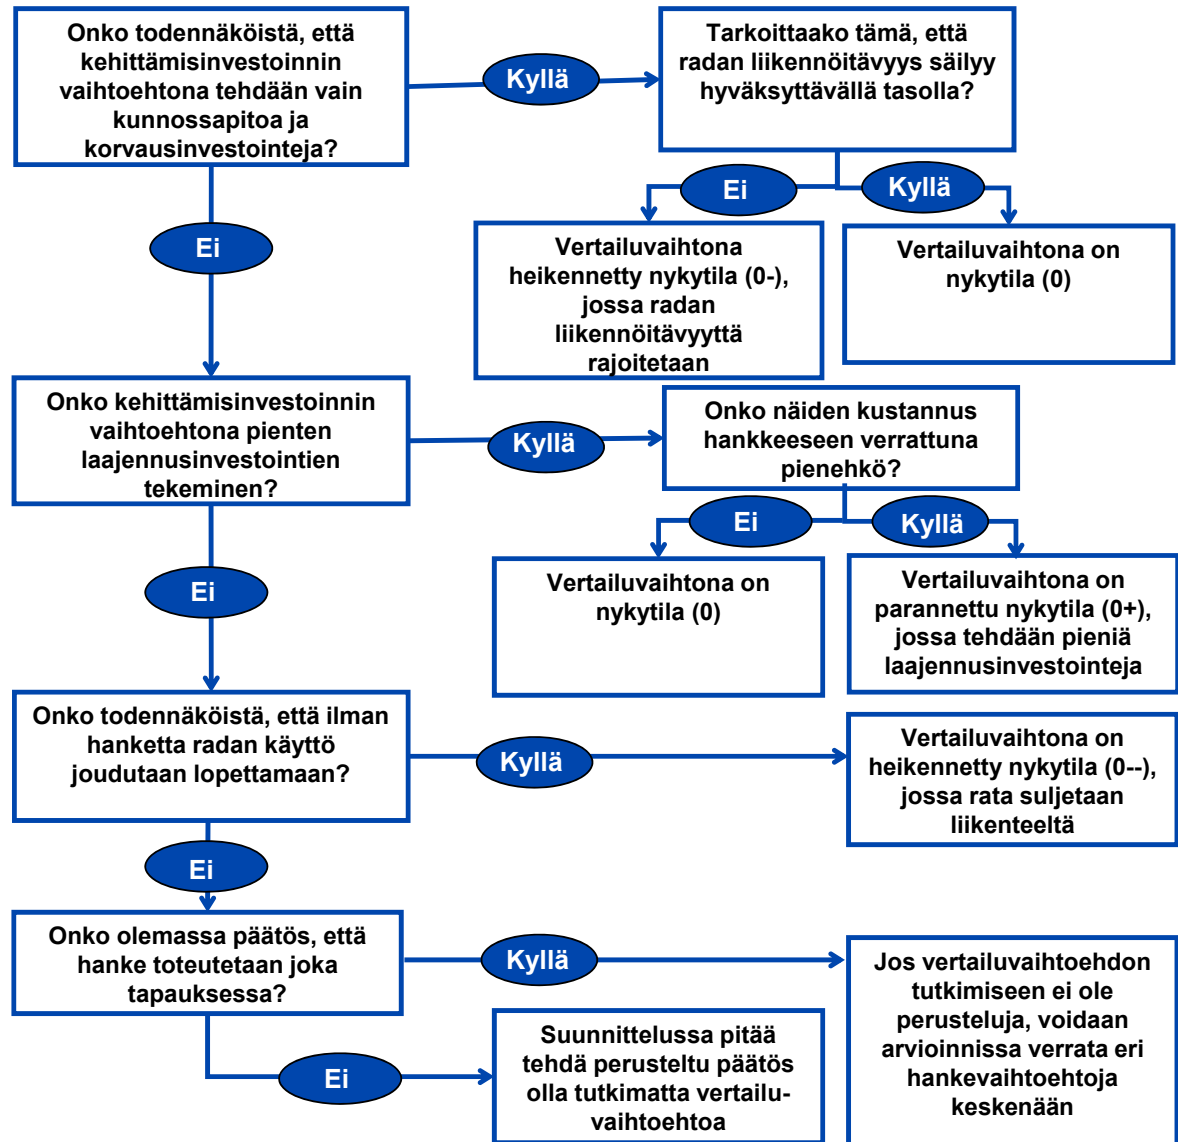 Onko todennäköistä, että
kehittämisinvestoinnin
vaihtoehtona tehdään vain
kunnossapitoa ja
korvausinvestointeja?
Kyllä
Tarkoittaako tämä, että
radan liikennöitävyys säilyy
hyväksyttävällä tasolla?
Ei
Kyllä
Ei
Vertailuvaihtona
heikennetty nykytila (0-),
jossa radan
liikennöitävyyttä
rajoitetaan
Vertailuvaihtona on
nykytila (0)
Onko kehittämisinvestoinnin
vaihtoehtona pienten
laajennusinvestointien
tekeminen?
Kyllä
Onko näiden kustannus
hankkeeseen verrattuna
pienehkö?
Ei
Kyllä
Ei
Vertailuvaihtona on
nykytila (0)
Vertailuvaihtona on
parannettu nykytila (0+),
jossa tehdään pieniä
laajennusinvestointeja
Onko todennäköistä, että ilman
hanketta radan käyttö
joudutaan lopettamaan?
Kyllä
Vertailuvaihtona on
heikennetty nykytila (0--),
jossa rata suljetaan
liikenteeltä
Ei
Onko olemassa päätös, että
hanke toteutetaan joka
tapauksessa?
Kyllä
Jos vertailuvaihtoehdon
tutkimiseen ei ole
perusteluja, voidaan
arvioinnissa verrata eri
hankevaihtoehtoja
keskenään
Ei
Suunnittelussa pitää
tehdä perusteltu päätös
olla tutkimatta vertailu-
vaihtoehtoa